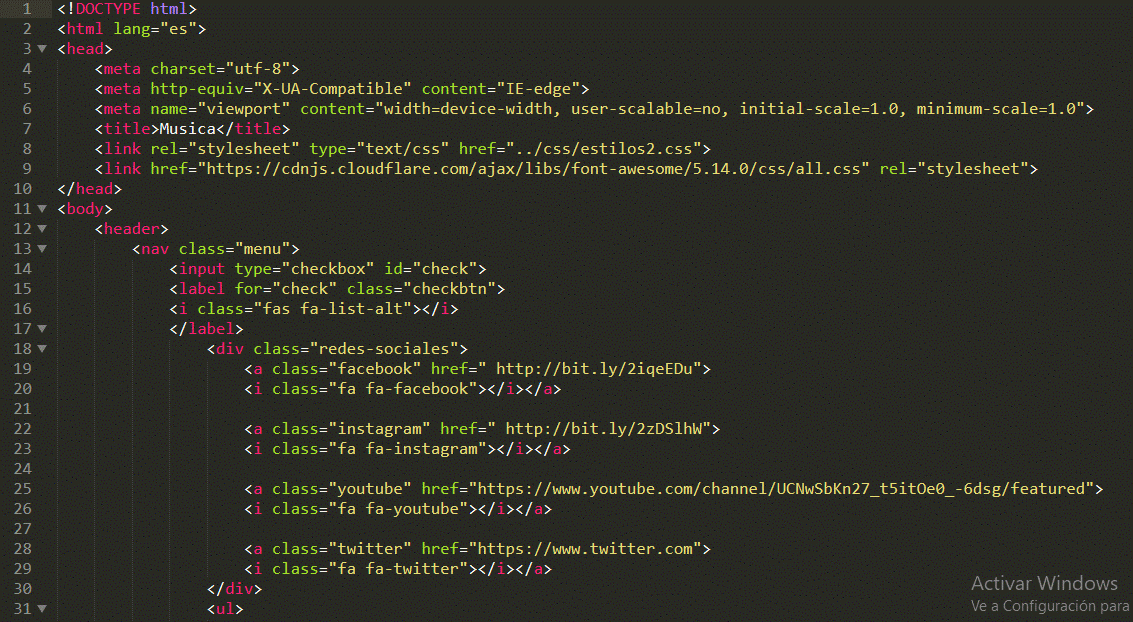 1 <!DOCTYPE html>
2 <html lang="es">
3 <head>
4 <meta charset="utf-8">
5 <meta http-equiv="X-UA-Compatible" content="IE-edge">
6 <meta name="viewport" content="width=device-width, user-scalable=no, initial-scale=1.0, minimum-scale=1.0">
7 <title>Musica</title>
8 <link rel="stylesheet" type="text/css" href="../css/estilos2.css">
9 <link href="https://cdnjs.cloudflare.com/ajax/libs/font-awesome/5.14.0/css/all.css" rel="stylesheet">
10 </head>
11 <body>
12 <header>
13 <nav class="menu">
14 <input type="checkbox" id="check">
15 <label for="check" class="checkbtn">
16 <i class="fas fa-list-alt"></i>
17 </label>
18 <div class="redes-sociales">
19 <a class="facebook" href=" http://bit.ly/2iqeEDu">
20 <i class="fa fa-facebook"></i></a>
21
22 <a class="instagram" href=" http://bit.ly/2zDSlhW">
23 <i class="fa fa-instagram"></i></a>
24
25 <a class="youtube" href="https://www.youtube.com/channel/UCNwSbKn27_t5itOe0_-6dsg/featured">
26 <i class="fa fa-youtube"></i></a>
27
28 <a class="twitter" href="https://www.twitter.com">
29 <i class="fa fa-twitter"></i></a>
30 </div>
31 <ul>
Activar Windows
Ve a Configuración para